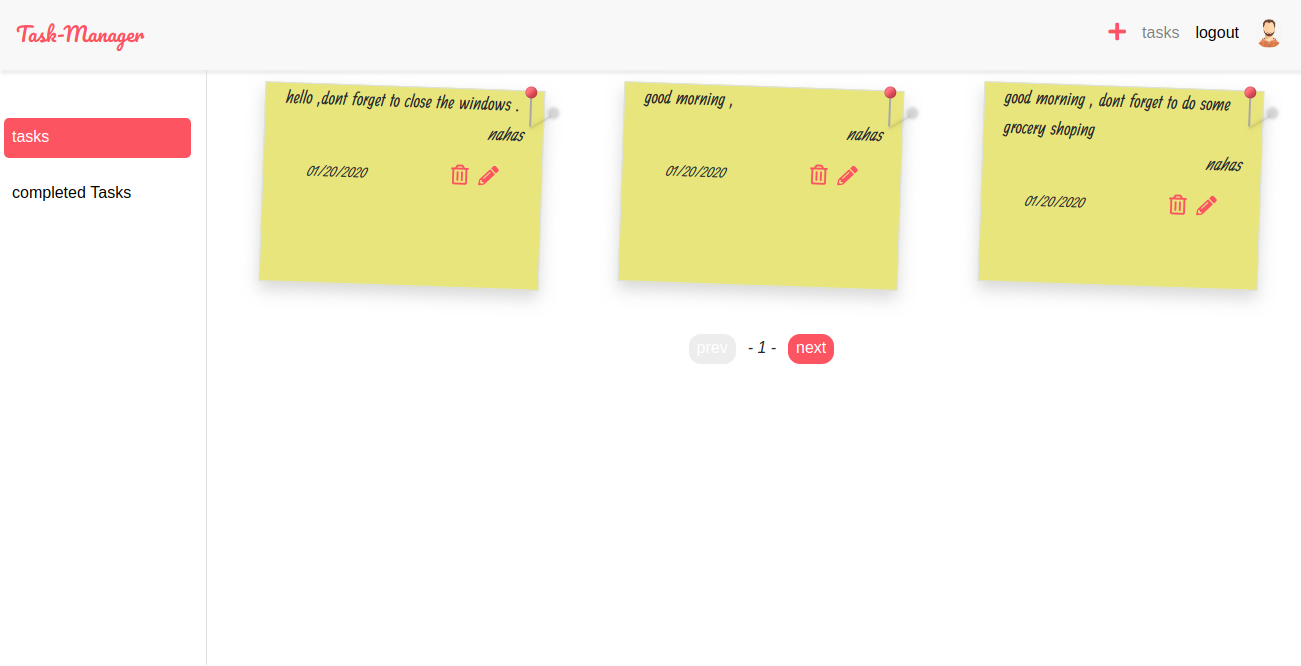 Task-Manager
tasks
logout
tasks
completed Tasks
hello ,dont forget to close the windows .
nahas
01/20/2020
good morning ,
nahas
01/20/2020
good morning , dont forget to do some
grocery shoping
nahas
01/20/2020
prev
- 1 -
next